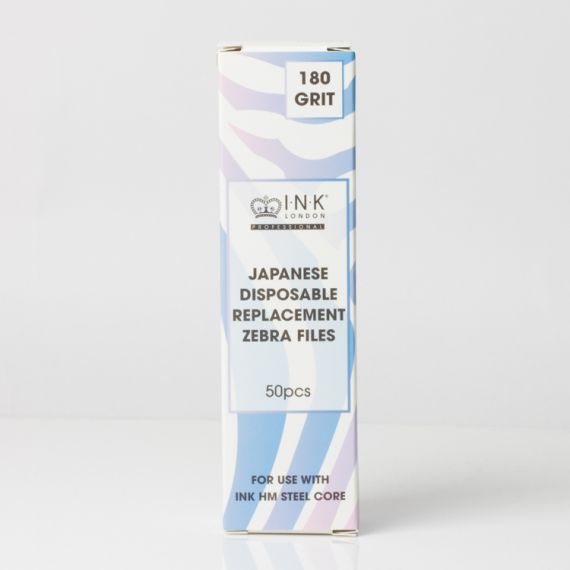 180
GRIT
I·N·K®
LONDON
PROFESSIONAL
JAPANESE
DISPOSABLE
REPLACEMENT
ZEBRA FILES
50pcs
FOR USE WITH
INK HM STEEL CORE